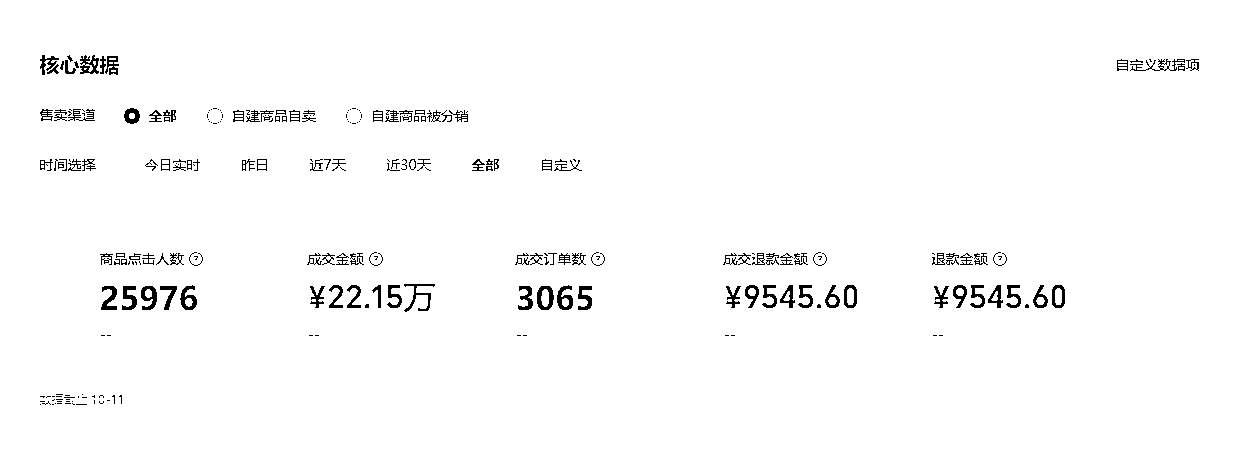 核心数据 自定义数据项
售卖渠道 全部 自建商品自卖 自建商品被分销
时间选择 今日实时 昨日 近7天 近30天 全部 自定义
商品点击人数 ? 成交金额 ? 成交订单数 ? 成交退款金额 ? 退款金额 ?
25976 ¥22.15万 3065 ¥9545.60 ¥9545.60
-- -- -- -- --
数据截止 10-11